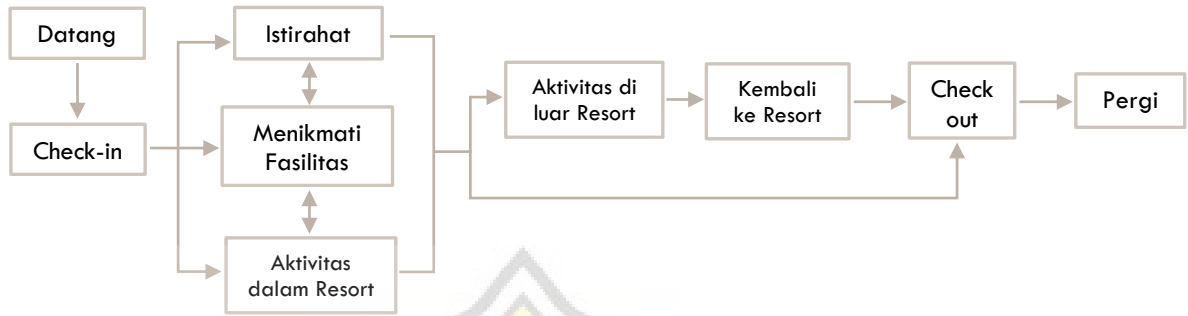 Datang
Check-in
Istirahat
Menikmati
Fasilitas
Aktivitas
dalam Resort
Aktivitas di
luar Resort
Kembali
ke Resort
Check
out
Pergi